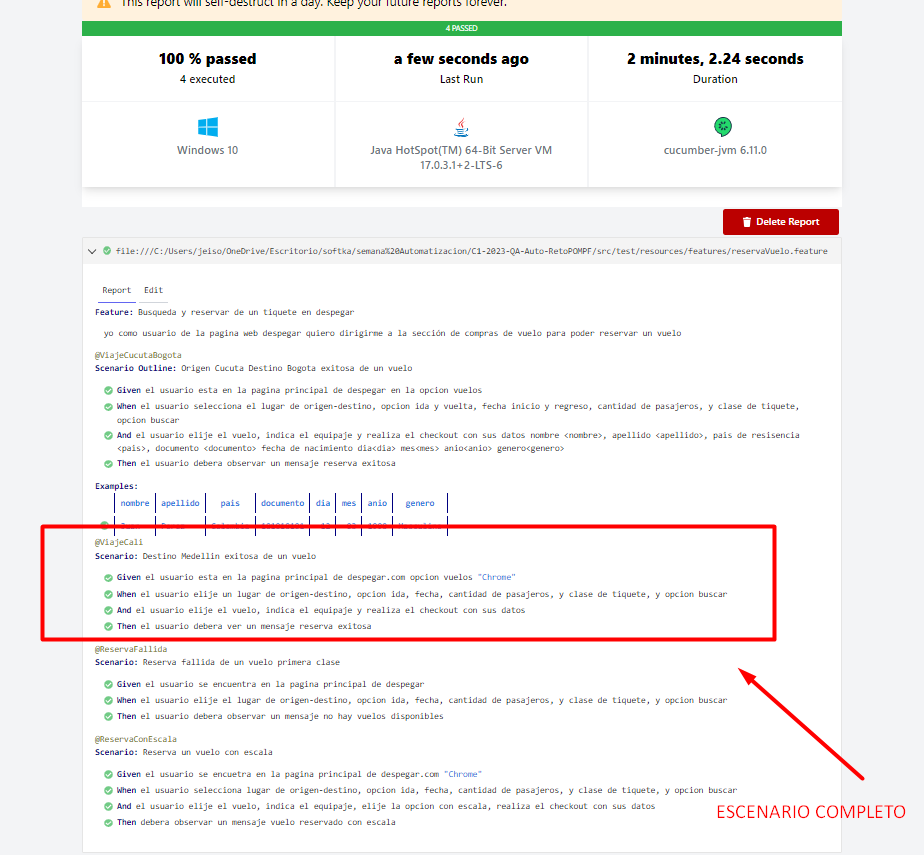 This report will self-destruct in a day. Keep your future reports forever.
4 PASSED
100 % passed
4 executed
a few seconds ago
Last Run
2 minutes, 2.24 seconds
Duration
Windows 10
Java HotSpot(TM) 64-Bit Server VM
17.0.3.1+2-LTS-6
cucumber-jvm 6.11.0
Delete Report
file:///C:/Users/jeiso/OneDrive/Escritorio/softka/semana%20Automatizacion/C1-2023-QA-Auto-RetoPOMPF/src/test/resources/features/reservaVuelo.feature
Report Edit
Feature: Busqueda y reservar de un tiquete en despegar
yo como usuario de la pagina web despegar quiero dirigirme a la sección de compras de vuelo para poder reservar un vuelo
@ViajeCucutaBogota
Scenario Outline: Origen Cucuta Destino Bogota exitosa de un vuelo
Given el usuario esta en la pagina principal de despegar en la opcion vuelos
When el usuario selecciona el lugar de origen-destino, opcion ida y vuelta, fecha inicio y regreso, cantidad de pasajeros, y clase de tiquete,
opcion buscar
And el usuario elije el vuelo, indica el equipaje y realiza el checkout con sus datos nombre <nombre>, apellido <apellido>, pais de resisencia
<pais>, documento <documento> fecha de nacimiento dia<dia> mes<mes> anio<anio> genero<genero>
Then el usuario debera observar un mensaje reserva exitosa
Examples:
nombre apellido pais documento dia mes anio genero
@ViajeCali
Scenario: Destino Medellin exitosa de un vuelo
Given el usuario esta en la pagina principal de despegar.com opcion vuelos "Chrome"
When el usuario elije un lugar de origen-destino, opcion ida, fecha, cantidad de pasajeros, y clase de tiquete, y opcion buscar
And el usuario elije el vuelo, indica el equipaje y realiza el checkout con sus datos
Then el usuario debera ver un mensaje reserva exitosa
@ReservaFallida
Scenario: Reserva fallida de un vuelo primera clase
Given el usuario se encuentra en la pagina principal de despegar
When el usuario elije el lugar de origen-destino, opcion ida, fecha, cantidad de pasajeros, y clase de tiquete, y opcion buscar
Then el usuario debera observar un mensaje no hay vuelos disponibles
@ReservaConEscala
Scenario: Reserva un vuelo con escala
Given el usuario se encuetra en la pagina principal de despegar.com "Chrome"
When el usuario selecciona lugar de origen-destino, opcion ida, fecha, cantidad de pasajeros, y clase de tiquete, y opcion buscar
And el usuario elije el vuelo, indica el equipaje, elije la opcion con escala, realiza el checkout con sus datos
Then debera observar un mensaje vuelo reservado con escala
ESCENARIO COMPLETO